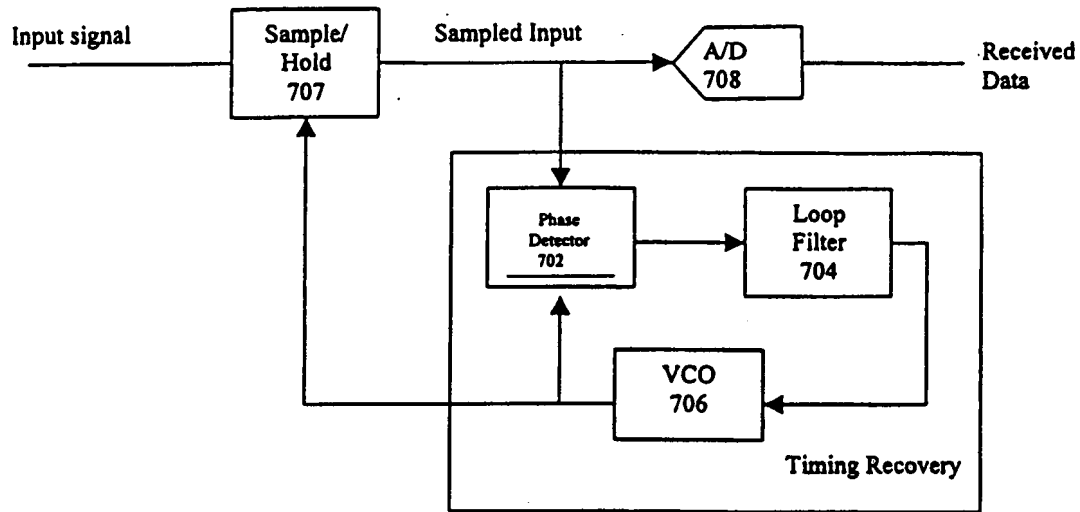 Input signal
Sample/
Hold
707
Sampled Input
A/D
708
Received
Data
Phase
Detector
702
Loop
Filter
704
VCO
706
Timing Recovery